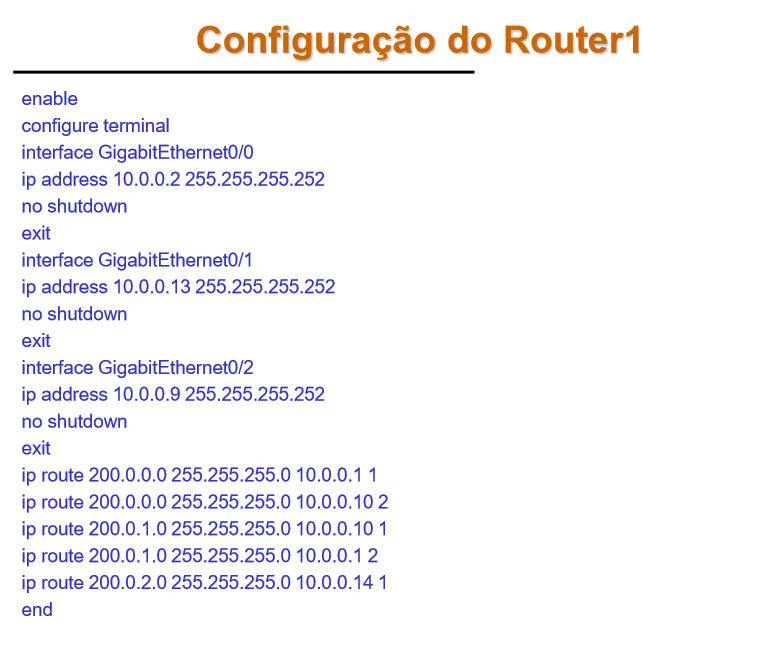 Configuração do Router1
enable
configure terminal
interface GigabitEthernet0/0
ip address 10.0.0.2 255.255.255.252
no shutdown
exit
interface GigabitEthernet0/1
ip address 10.0.0.13 255.255.255.252
no shutdown
exit
interface GigabitEthernet0/2
ip address 10.0.0.9 255.255.255.252
no shutdown
exit
ip route 200.0.0.0 255.255.255.0 10.0.0.1 1
ip route 200.0.0.0 255.255.255.0 10.0.0.10 2
ip route 200.0.1.0 255.255.255.0 10.0.0.10 1
ip route 200.0.1.0 255.255.255.0 10.0.0.1 2
ip route 200.0.2.0 255.255.255.0 10.0.0.14 1
end